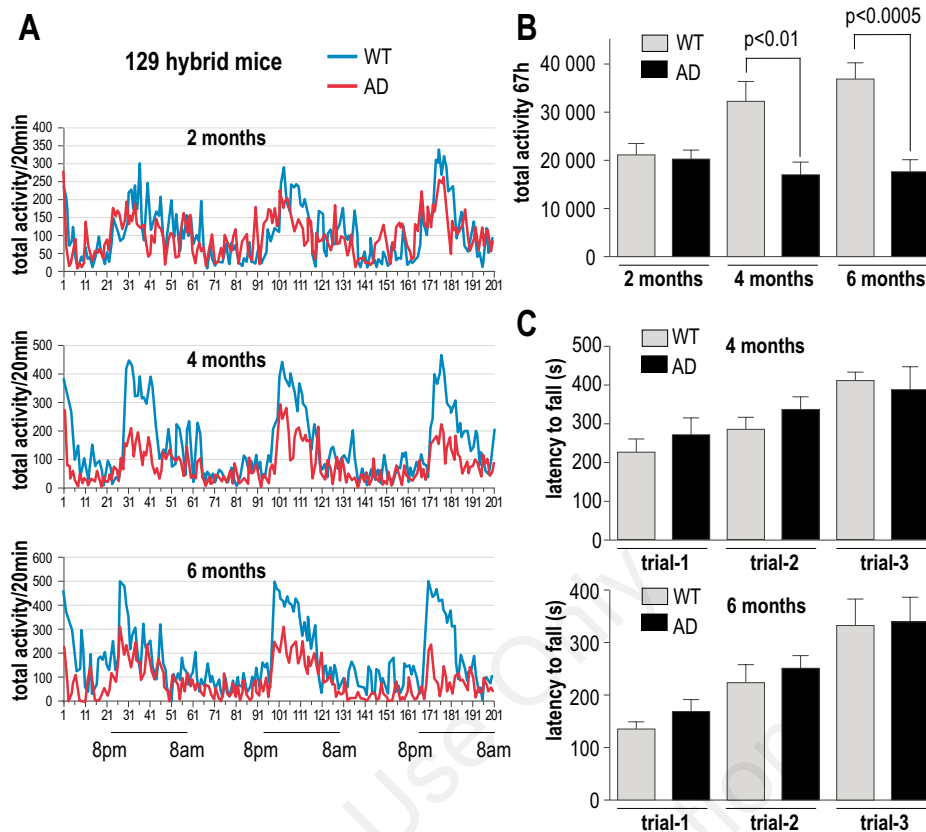 A
129 hybrid mice
WT
AD
total activity/20min
2 months
400
350
300
250
200
150
100
50
0
1 11 21 31 41 51 61 71 81 91 101 111 121 131 141 151 161 171 181 191 201
total activity/20min
4 months
500
400
300
200
100
0
1 11 21 31 41 51 61 71 81 91 101 111 121 131 141 151 161 171 181 191 201
total activity/20min
6 months
600
500
400
300
200
100
0
1 11 21 31 41 51 61 71 81 91 101 111 121 131 141 151 161 171 181 191 201
8pm 8am 8pm 8am 8pm 8am
B
WT
AD
p<0.01
p<0.0005
total activity 67h
40 000
30 000
20 000
10 000
0
2 months 4 months 6 months
C
WT
AD
4 months
latency to fall (s)
500
400
300
200
100
0
trial-1 trial-2 trial-3
WT
AD
6 months
latency to fall (s)
400
300
200
100
0
trial-1 trial-2 trial-3
Use Only